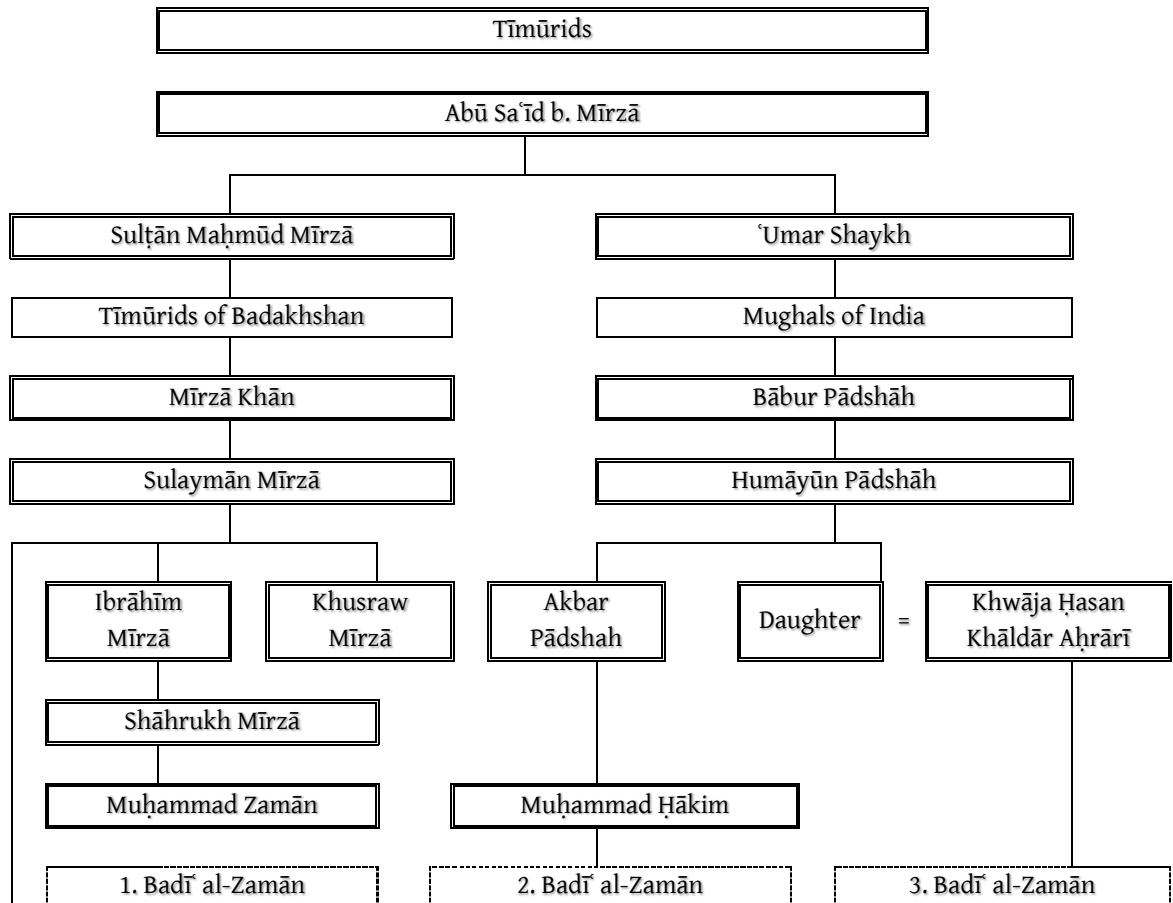 Tīmūrids
Abū Saʿīd b. Mīrzā
Sulṭān Maḥmūd Mīrzā
ʿUmar Shaykh
Tīmūrids of Badakhshan
Mughals of India
Mīrzā Khān
Bābur Pādshāh
Sulaymān Mīrzā
Humāyūn Pādshāh
Ibrāhīm
Mīrzā
Khusraw
Mīrzā
Akbar
Pādshah
Daughter
=
Khwāja Ḥasan
Khāldār Aḥrārī
Shāhrukh Mīrzā
Muḥammad Zamān
Muḥammad Ḥākim
1. Badīʿ al-Zamān
2. Badīʿ al-Zamān
3. Badīʿ al-Zamān